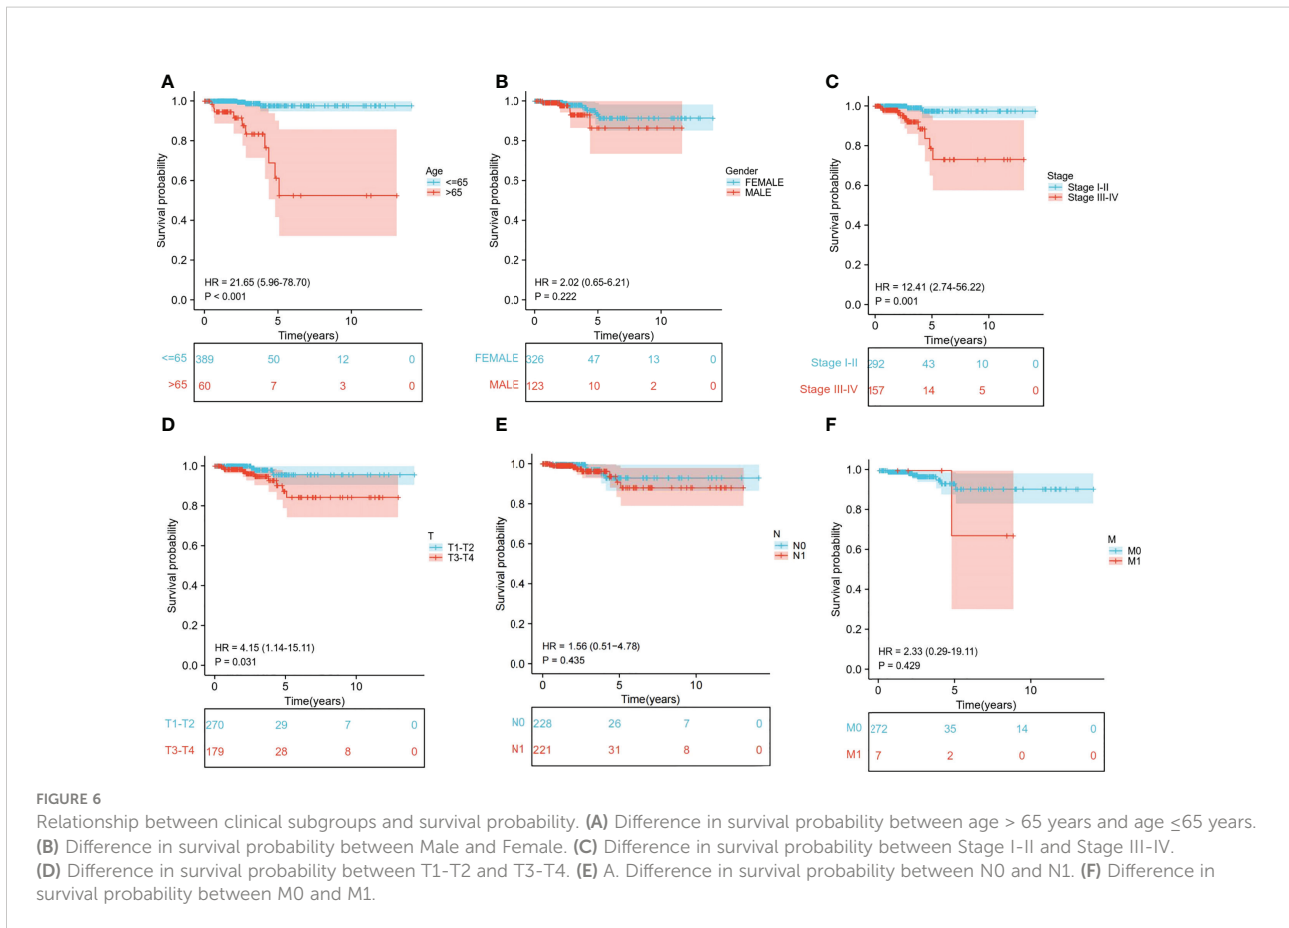 A
Survival probability
1.0
0.8
0.6
0.4
0.2
0.0
HR = 21.65 (5.96-78.70)
P < 0.001
Age
<=65
>65
0 5 10
Time(years)
<=65 389 50 12 0
>65 60 7 3 0
B
Survival probability
1.0
0.8
0.6
0.4
0.2
0.0
HR = 2.02 (0.65-6.21)
P = 0.222
Gender
FEMALE
MALE
0 5 10
Time(years)
FEMALE 326 47 13 0
MALE 123 10 2 0
C
Survival probability
1.0
0.8
0.6
0.4
0.2
0.0
HR = 12.41 (2.74-56.22)
P = 0.001
Stage
Stage I-II
Stage III-IV
0 5 10
Time(years)
Stage I-II 292 43 10 0
Stage III-IV 157 14 5 0
D
Survival probability
1.0
0.8
0.6
0.4
0.2
0.0
HR = 4.15 (1.14-15.11)
P = 0.031
T
T1-T2
T3-T4
0 5 10
Time(years)
T1-T2 270 29 7 0
T3-T4 179 28 8 0
E
Survival probability
1.0
0.8
0.6
0.4
0.2
0.0
HR = 1.56 (0.51−4.78)
P = 0.435
N
N0
N1
0 5 10
Time(years)
N0 228 26 7 0
N1 221 31 8 0
F
Survival probability
1.0
0.8
0.6
0.4
0.2
0.0
HR = 2.33 (0.29-19.11)
P = 0.429
M
M0
M1
0 5 10
Time(years)
M0 272 35 14 0
M1 7 2 0 0
FIGURE 6
Relationship between clinical subgroups and survival probability. (A) Difference in survival probability between age > 65 years and age ≤65 years.
(B) Difference in survival probability between Male and Female. (C) Difference in survival probability between Stage I-II and Stage III-IV.
(D) Difference in survival probability between T1-T2 and T3-T4. (E) A. Difference in survival probability between N0 and N1. (F) Difference in
survival probability between M0 and M1.